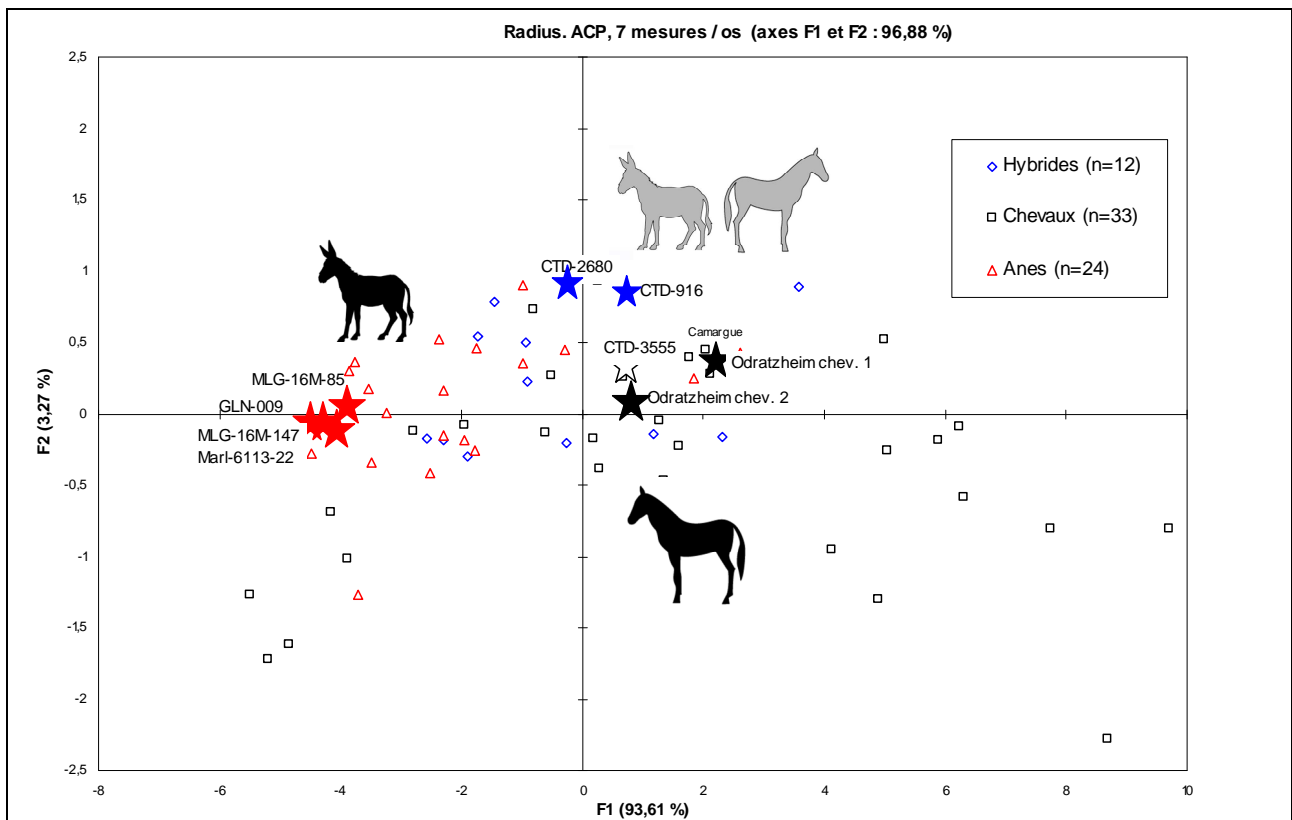 Radius. ACP, 7 mesures / os (axes F1 et F2 : 96,88 %)
2,5
2
1,5
1
0,5
0
-0,5
-1
-1,5
-2
-2,5
F2 (3,27 %)
Hybrides (n=12)
Chevaux (n=33)
Anes (n=24)
CTD-2680
CTD-916
Camargue
CTD-3555
Odratzheim chev. 1
MLG-16M-85
Odratzheim chev. 2
GLN-009
MLG-16M-147
Marl-6113-22
-8
-6
-4
-2
0
2
4
6
8
10
F1 (93,61 %)